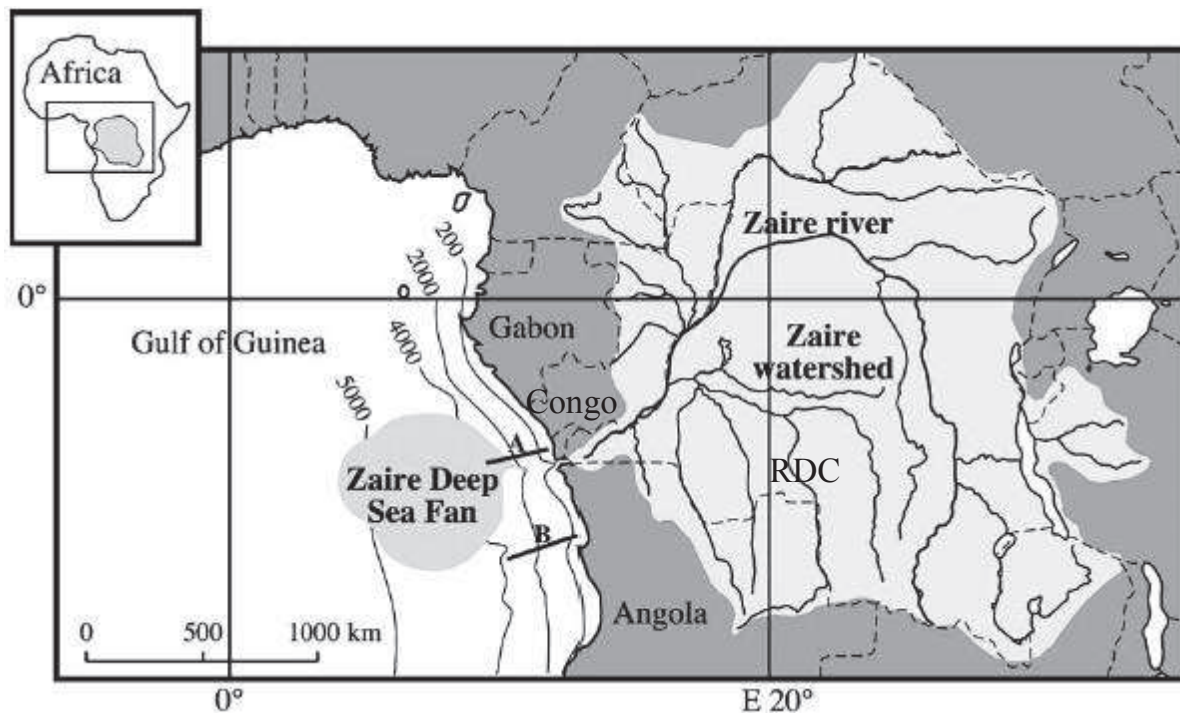 Africa
Zaire river
200
2000
0°
Gulf of Guinea
4000
Gabon
Zaire
watershed
5000
Congo
A
Zaire Deep
Sea Fan
RDC
B
Angola
0 500 1000 km
0° E 20°